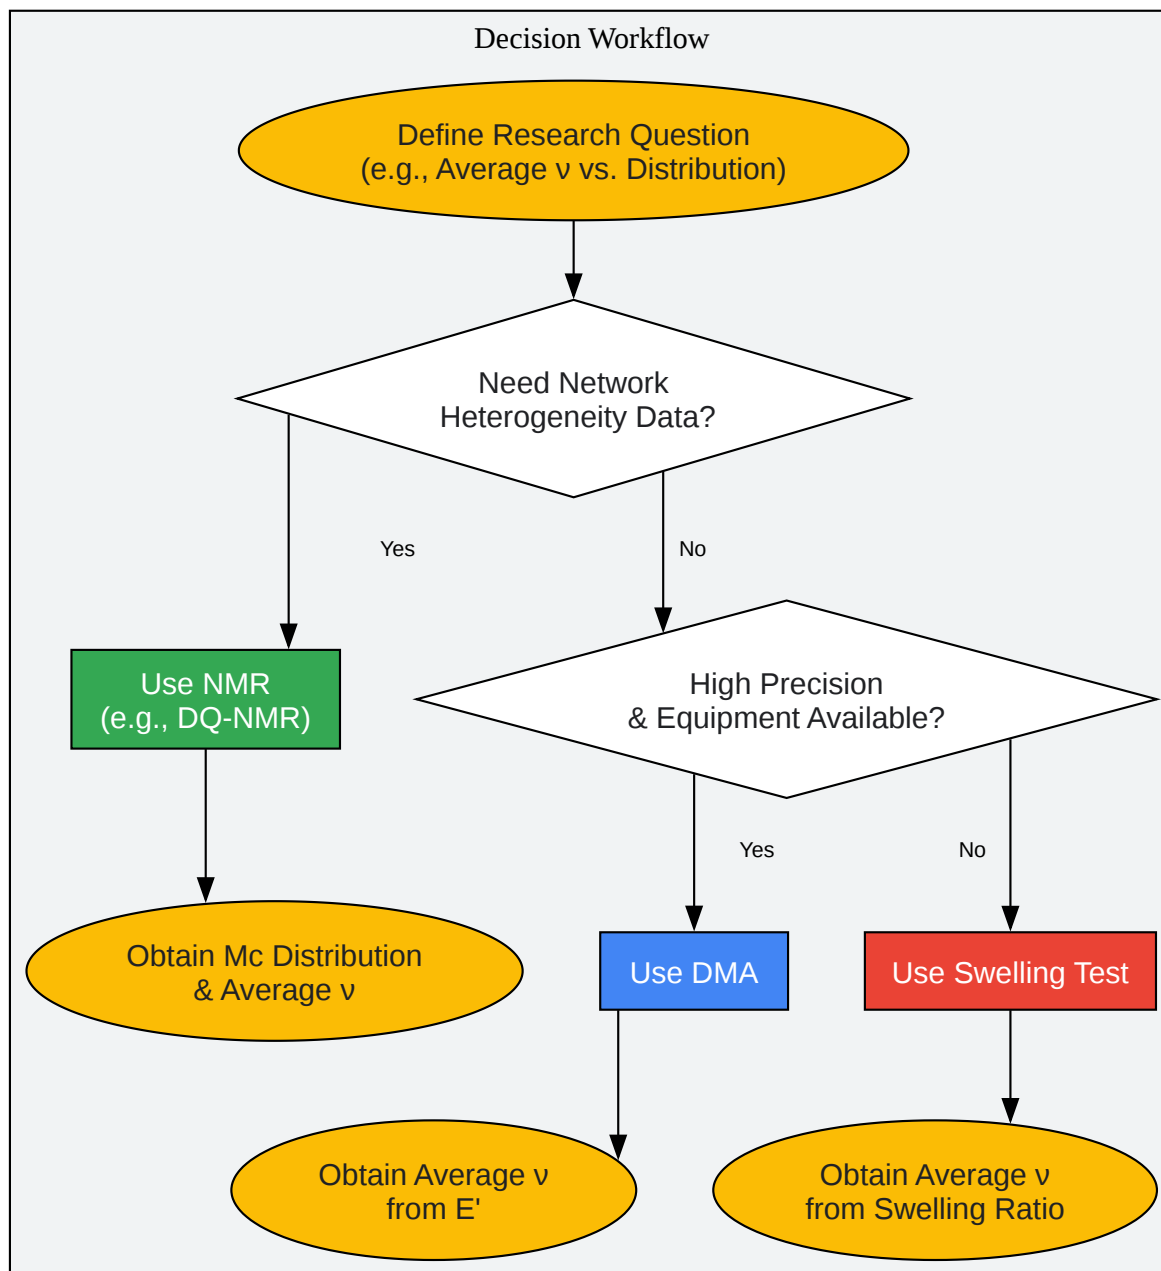 Decision Workflow
Define Research Question
(e.g., Average ν vs. Distribution)
Need Network
Heterogeneity Data?
Yes
No
Use NMR
(e.g., DQ-NMR)
High Precision
& Equipment Available?
Yes
No
Obtain Mc Distribution
& Average ν
Use DMA
Use Swelling Test
Obtain Average ν
from E'
Obtain Average ν
from Swelling Ratio